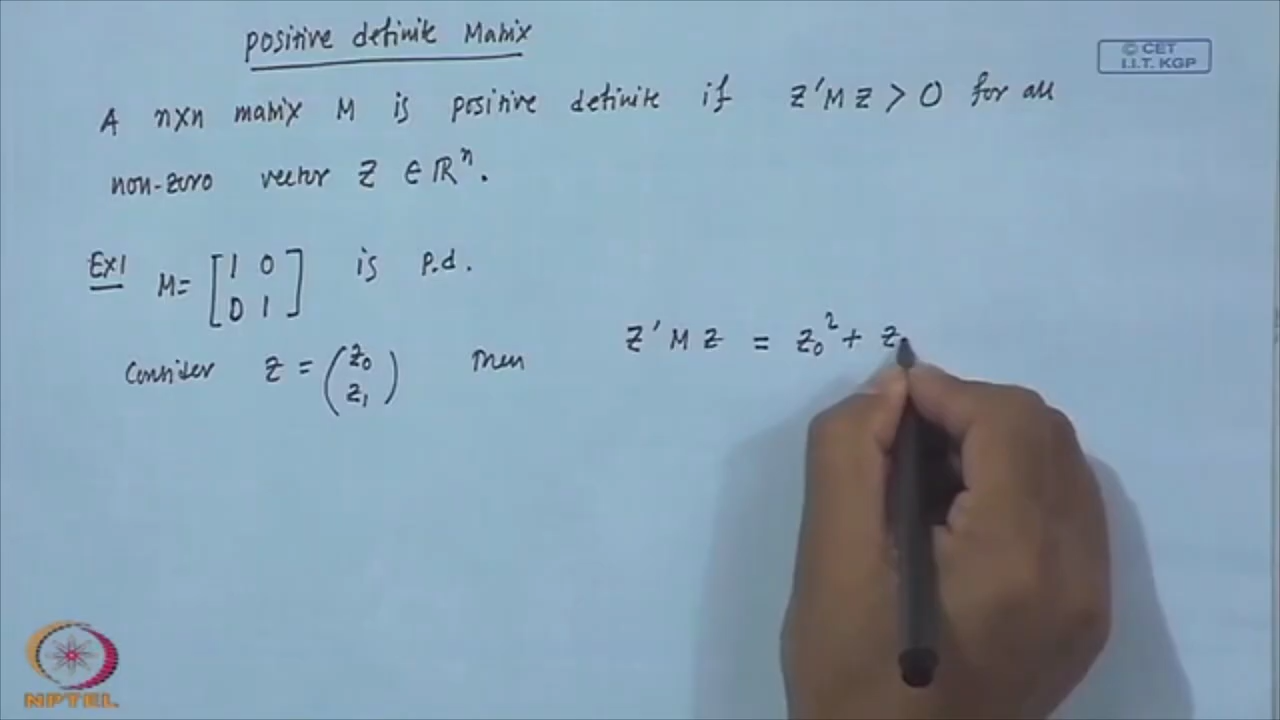 positive definite Matrix
© CET
I.I.T. KGP
A n×n matrix M is positive definite if Z'MZ > 0 for all
non-zero vector Z ∈ ℝⁿ.
Ex1 M = [1 0
0 1] is p.d.
Consider Z = (z₀
z₁) Then Z'MZ = z₀² + z
NPTEL